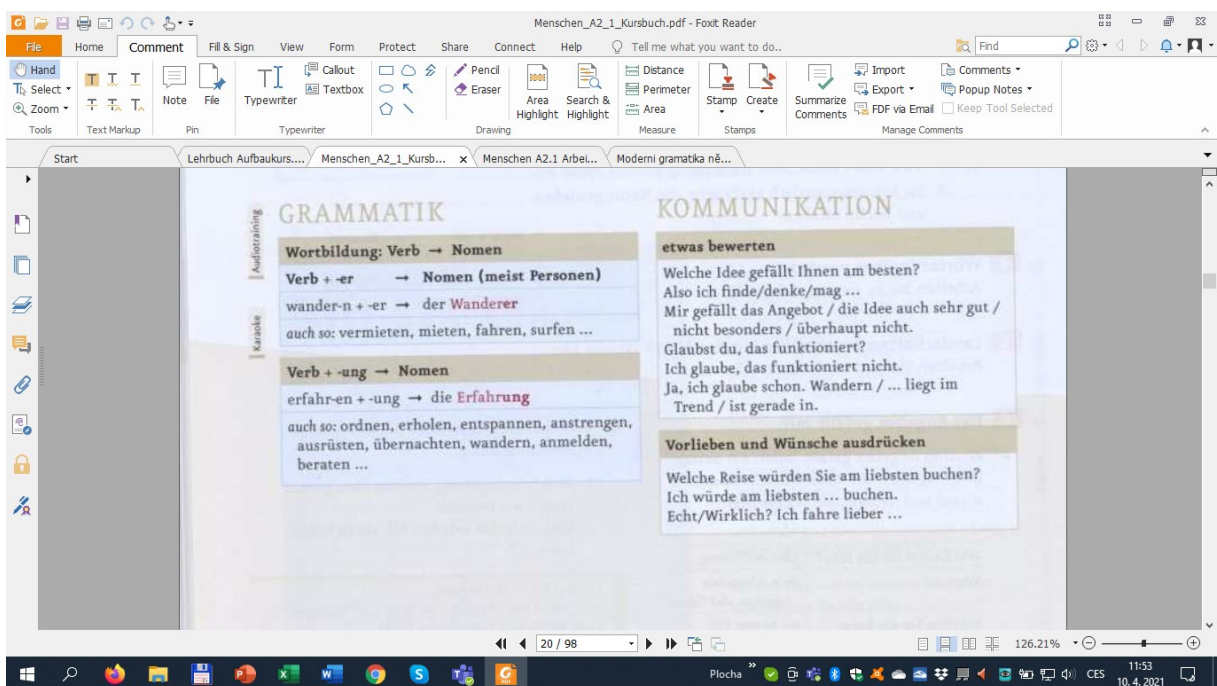 Menschen_A2_1_Kursbuch.pdf - Foxit Reader
File Home Comment Fill & Sign View Form Protect Share Connect Help Tell me what you want to do.. Find
Hand
Select
Zoom
Tools
Text Markup
Note
File
Pin
Typewriter
Callout
Textbox
Typewriter
Pencil
Eraser
Area Highlight
Search & Highlight
Drawing
Distance
Perimeter
Area
Measure
Stamp
Create
Stamps
Summarize Comments
Import
Export
FDF via Email
Comments
Popup Notes
Keep Tool Selected
Manage Comments
Start
Lehrbuch Aufbaukurs....
Menschen_A2_1_Kursb... x
Menschen A2.1 Arbei...
Moderni gramatika ně...
Audiotraining
Karaoke
GRAMMATIK
Wortbildung: Verb → Nomen
Verb + -er → Nomen (meist Personen)
wander-n + -er → der Wanderer
auch so: vermieten, mieten, fahren, surfen ...
Verb + -ung → Nomen
erfahr-en + -ung → die Erfahrung
auch so: ordnen, erholen, entspannen, anstrengen,
ausrüsten, übernachten, wandern, anmelden,
beraten ...
KOMMUNIKATION
etwas bewerten
Welche Idee gefällt Ihnen am besten?
Also ich finde/denke/mag ...
Mir gefällt das Angebot / die Idee auch sehr gut /
nicht besonders / überhaupt nicht.
Glaubst du, das funktioniert?
Ich glaube, das funktioniert nicht.
Ja, ich glaube schon. Wandern / ... liegt im
Trend / ist gerade in.
Vorlieben und Wünsche ausdrücken
Welche Reise würden Sie am liebsten buchen?
Ich würde am liebsten ... buchen.
Echt/Wirklich? Ich fahre lieber ...
20 / 98
126.21%
Plocha
CES
11:53
10. 4. 2021